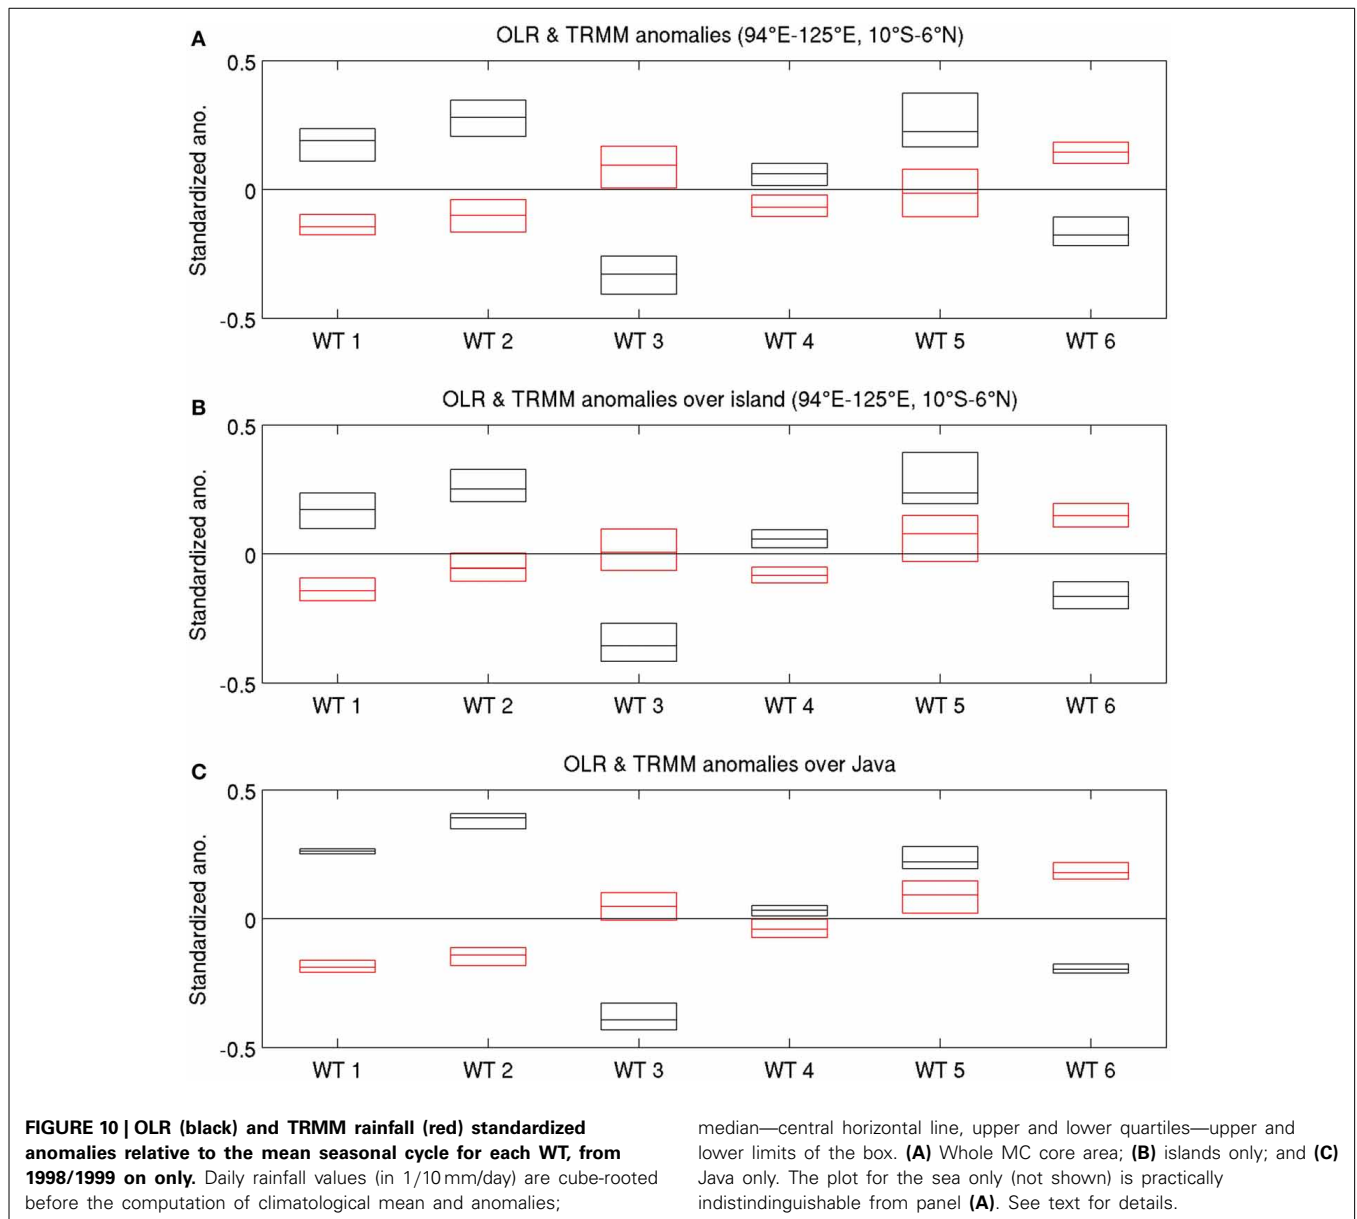 A
OLR & TRMM anomalies (94°E-125°E, 10°S-6°N)
Standardized ano.
0.5
0
-0.5
WT 1 WT 2 WT 3 WT 4 WT 5 WT 6
B
OLR & TRMM anomalies over island (94°E-125°E, 10°S-6°N)
Standardized ano.
0.5
0
-0.5
WT 1 WT 2 WT 3 WT 4 WT 5 WT 6
C
OLR & TRMM anomalies over Java
Standardized ano.
0.5
0
-0.5
WT 1 WT 2 WT 3 WT 4 WT 5 WT 6
FIGURE 10 | OLR (black) and TRMM rainfall (red) standardized
anomalies relative to the mean seasonal cycle for each WT, from
1998/1999 on only. Daily rainfall values (in 1/10 mm/day) are cube-rooted
before the computation of climatological mean and anomalies;
median—central horizontal line, upper and lower quartiles—upper and
lower limits of the box. (A) Whole MC core area; (B) islands only; and (C)
Java only. The plot for the sea only (not shown) is practically
indistindinguishable from panel (A). See text for details.